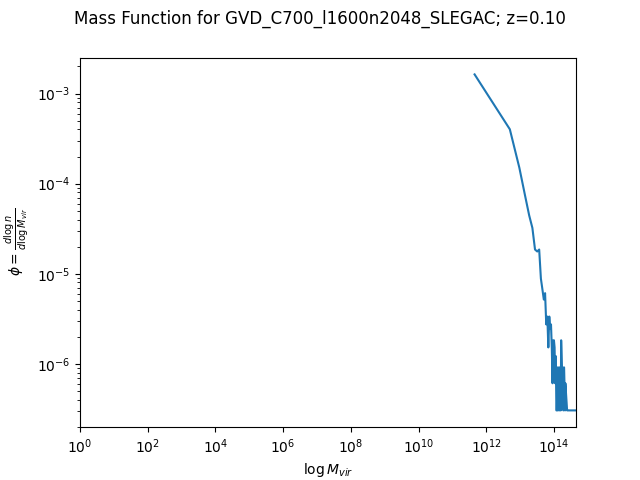 Mass Function for GVD_C700_l1600n2048_SLEGAC; z=0.10
10⁻³
10⁻⁴
10⁻⁵
10⁻⁶
ϕ = d log n / d log M_vir
10⁰ 10² 10⁴ 10⁶ 10⁸ 10¹⁰ 10¹² 10¹⁴
log M_vir